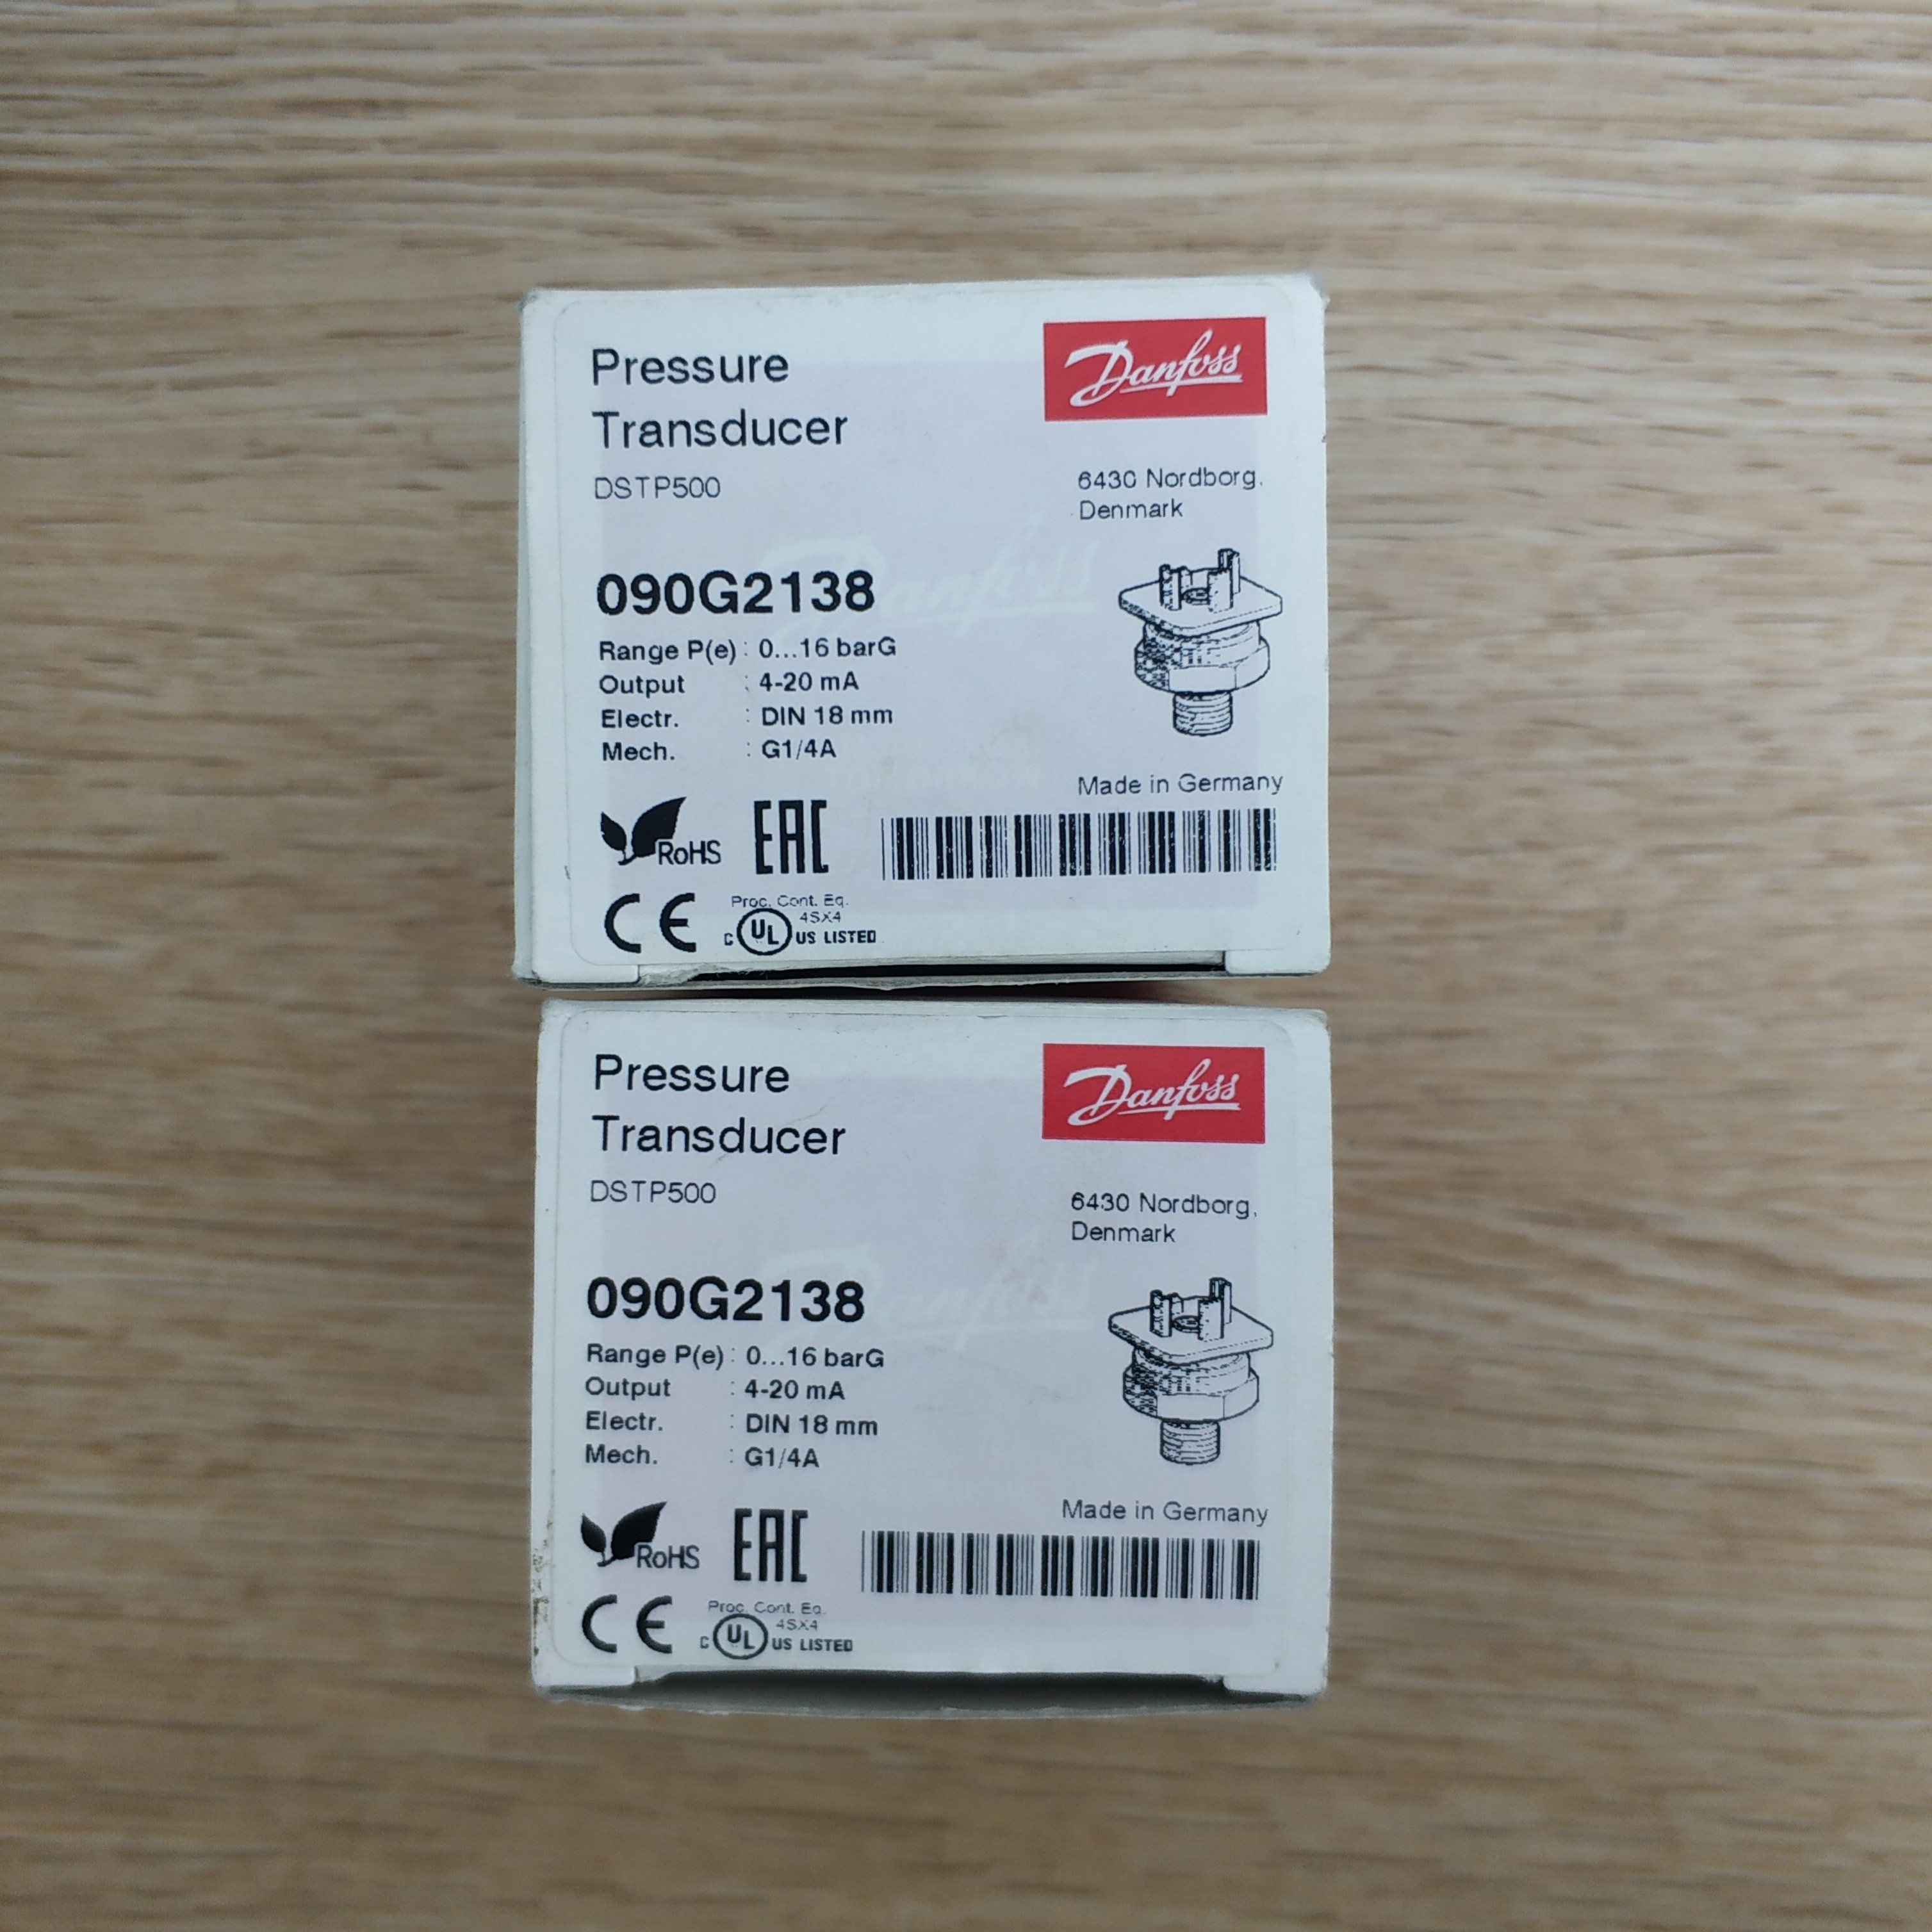 Pressure
Transducer
DSTP500
Danfoss
6430 Nordborg,
Denmark
090G2138
Range P(e) : 0...16 barG
Output : 4-20 mA
Electr. : DIN 18 mm
Mech. : G1/4A
Made in Germany
RoHS
EAC
CE
Proc. Cont. Eq.
4SX4
C UL US LISTED
Pressure
Transducer
DSTP500
Danfoss
6430 Nordborg,
Denmark
090G2138
Range P(e) : 0...16 barG
Output : 4-20 mA
Electr. : DIN 18 mm
Mech. : G1/4A
Made in Germany
RoHS
EAC
CE
Proc. Cont. Eq.
4SX4
C UL US LISTED